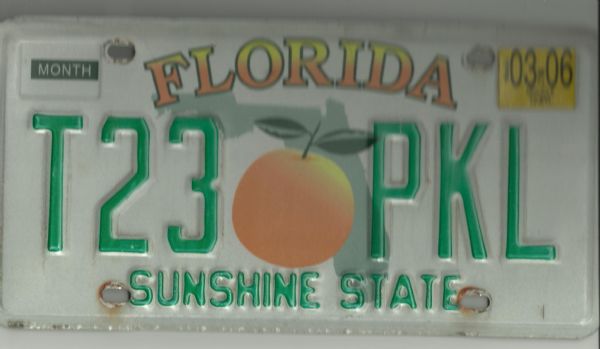 MONTH
FLORIDA
03 06
T23 PKL
SUNSHINE STATE